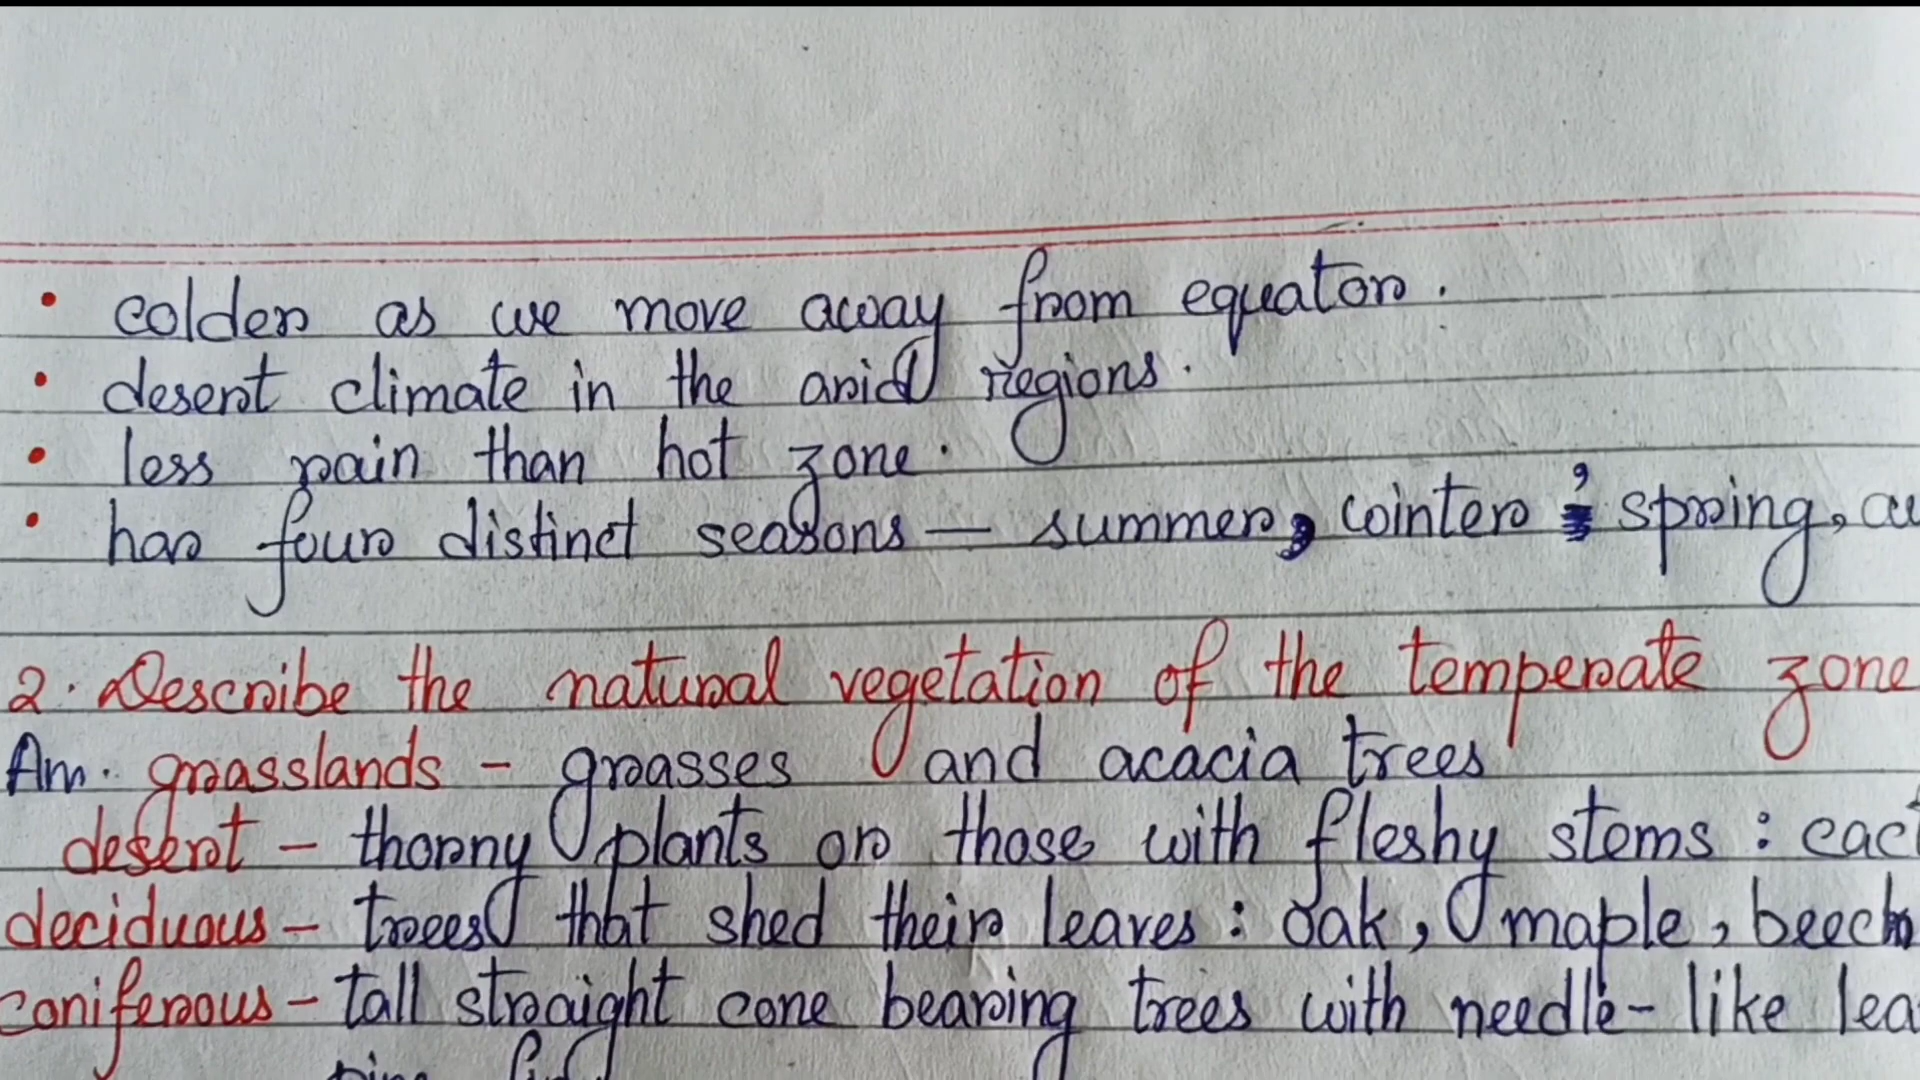 • colder as we move away from equator.
• desert climate in the arid regions.
• less rain than hot zone.
• has four distinct seasons — summer, winter, spring,
2. Describe the natural vegetation of the temperate zone
Ans. grasslands - grasses and acacia trees
desert - thorny plants or those with fleshy stems :
deciduous - trees that shed their leaves : oak, maple, beech
coniferous - tall straight cone bearing trees with needle-like